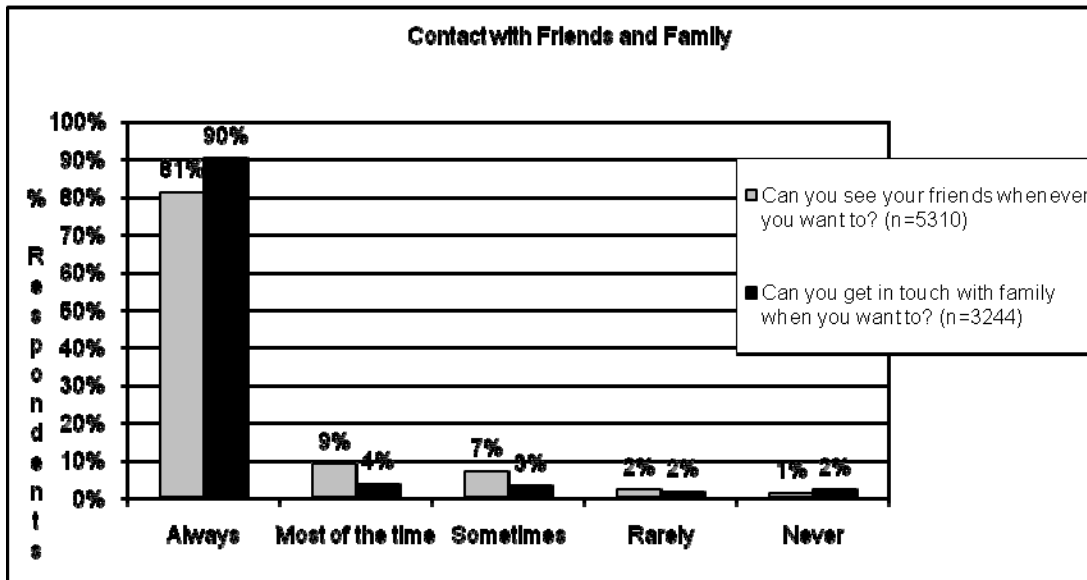 Contact with Friends and Family
% Respondents
100%
90%
80%
70%
60%
50%
40%
30%
20%
10%
0%
81%
90%
9%
4%
7%
3%
2%
2%
1%
2%
Always
Most of the time
Sometimes
Rarely
Never
Can you see your friends whenever
you want to? (n=5310)
Can you get in touch with family
when you want to? (n=3244)